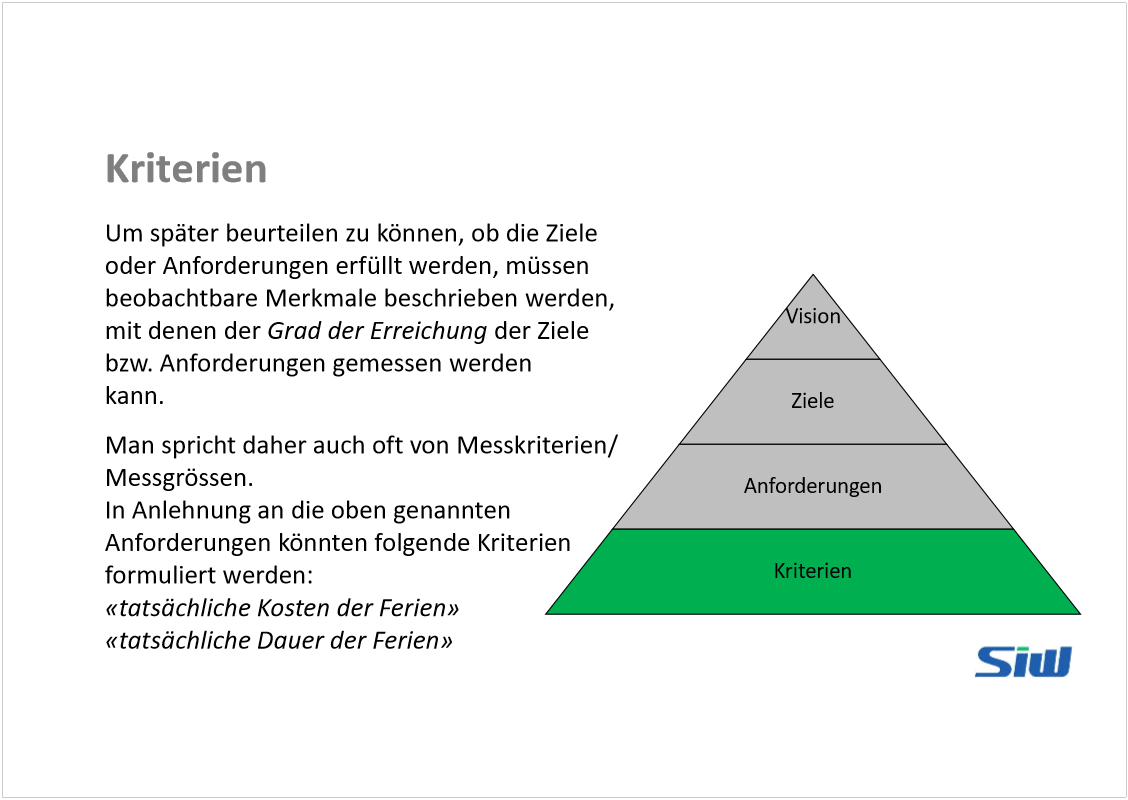 Kriterien
Um später beurteilen zu können, ob die Ziele
oder Anforderungen erfüllt werden, müssen
beobachtbare Merkmale beschrieben werden,
mit denen der Grad der Erreichung der Ziele
bzw. Anforderungen gemessen werden
kann.
Man spricht daher auch oft von Messkriterien/
Messgrössen.
In Anlehnung an die oben genannten
Anforderungen könnten folgende Kriterien
formuliert werden:
«tatsächliche Kosten der Ferien»
«tatsächliche Dauer der Ferien»
Vision
Ziele
Anforderungen
Kriterien
Siw